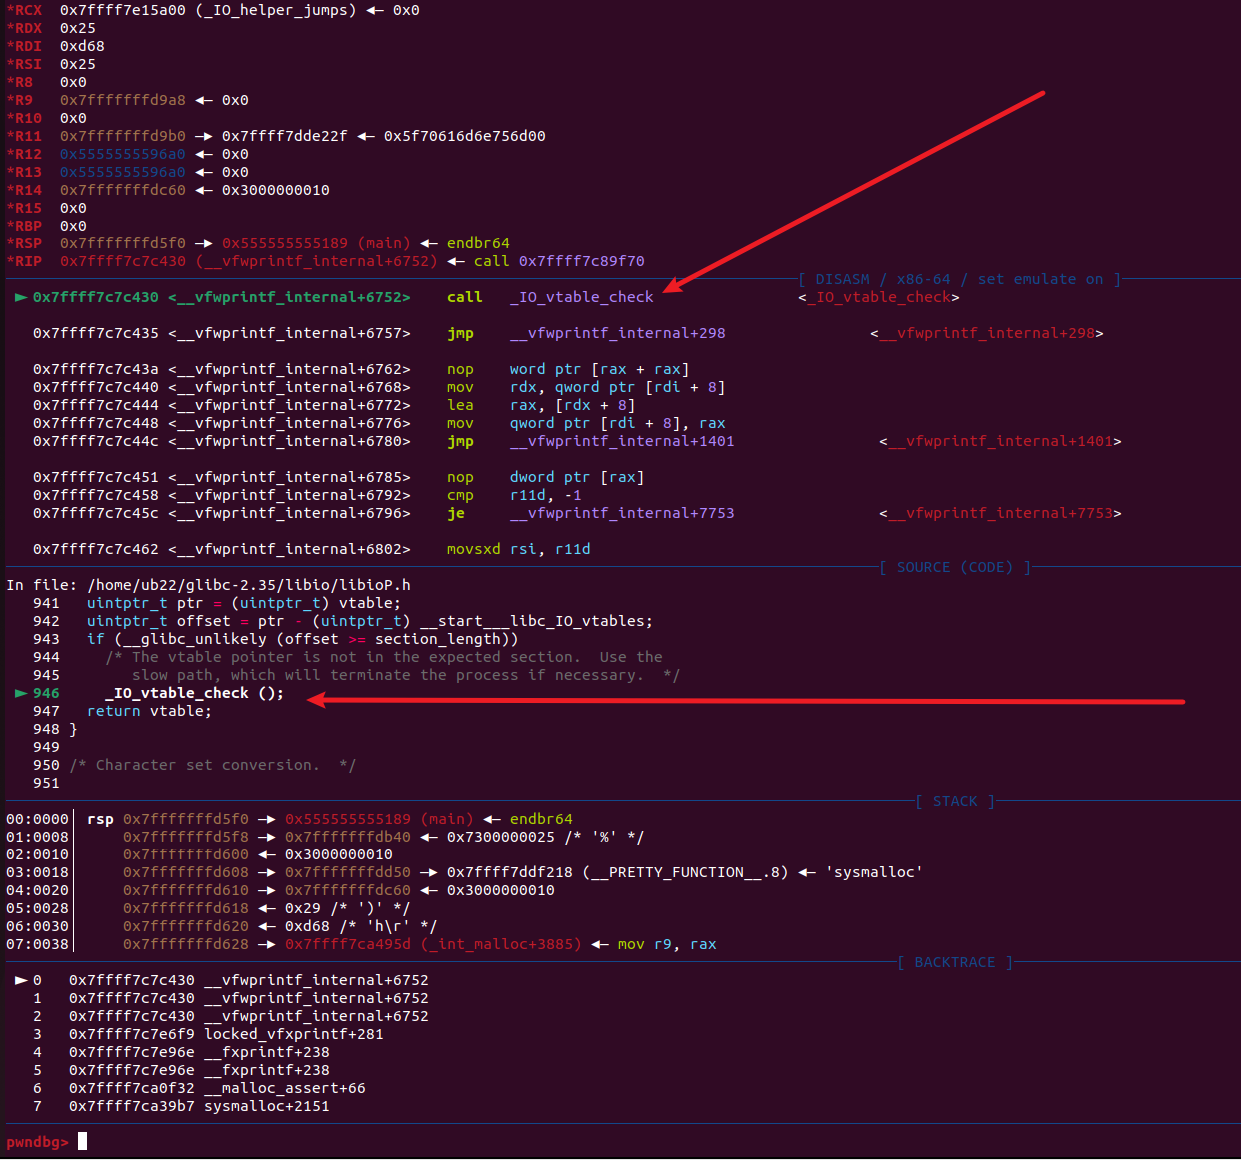 *RCX  0x7ffff7e15a00 (_IO_helper_jumps) ◂— 0x0
*RDX  0x25
*RDI  0xd68
*RSI  0x25
*R8   0x0
*R9   0x7fffffffd9a8 ◂— 0x0
*R10  0x0
*R11  0x7fffffffd9b0 —▸ 0x7ffff7dde22f ◂— 0x5f70616d6e756d00
*R12  0x5555555596a0 ◂— 0x0
*R13  0x5555555596a0 ◂— 0x0
*R14  0x7fffffffdc60 ◂— 0x3000000010
*R15  0x0
*RBP  0x0
*RSP  0x7fffffffd5f0 —▸ 0x555555555189 (main) ◂— endbr64
*RIP  0x7ffff7c7c430 (__vfwprintf_internal+6752) ◂— call 0x7ffff7c89f70
[ DISASM / x86-64 / set emulate on ]
► 0x7ffff7c7c430 <__vfwprintf_internal+6752>    call   _IO_vtable_check                <_IO_vtable_check>
0x7ffff7c7c435 <__vfwprintf_internal+6757>    jmp    __vfwprintf_internal+298                <__vfwprintf_internal+298>
0x7ffff7c7c43a <__vfwprintf_internal+6762>    nop    word ptr [rax + rax]
0x7ffff7c7c440 <__vfwprintf_internal+6768>    mov    rdx, qword ptr [rdi + 8]
0x7ffff7c7c444 <__vfwprintf_internal+6772>    lea    rax, [rdx + 8]
0x7ffff7c7c448 <__vfwprintf_internal+6776>    mov    qword ptr [rdi + 8], rax
0x7ffff7c7c44c <__vfwprintf_internal+6780>    jmp    __vfwprintf_internal+1401                <__vfwprintf_internal+1401>
0x7ffff7c7c451 <__vfwprintf_internal+6785>    nop    dword ptr [rax]
0x7ffff7c7c458 <__vfwprintf_internal+6792>    cmp    r11d, -1
0x7ffff7c7c45c <__vfwprintf_internal+6796>    je     __vfwprintf_internal+7753                <__vfwprintf_internal+7753>
0x7ffff7c7c462 <__vfwprintf_internal+6802>    movsxd rsi, r11d
[ SOURCE (CODE) ]
In file: /home/ub22/glibc-2.35/libio/libioP.h
941   uintptr_t ptr = (uintptr_t) vtable;
942   uintptr_t offset = ptr - (uintptr_t) __start___libc_IO_vtables;
943   if (__glibc_unlikely (offset >= section_length))
944     /* The vtable pointer is not in the expected section.  Use the
945        slow path, which will terminate the process if necessary.  */
► 946     _IO_vtable_check ();
947   return vtable;
948 }
949
950 /* Character set conversion.  */
951
[ STACK ]
00:0000│ rsp 0x7fffffffd5f0 —▸ 0x555555555189 (main) ◂— endbr64
01:0008│     0x7fffffffd5f8 —▸ 0x7fffffffdb40 ◂— 0x7300000025 /* '%' */
02:0010│     0x7fffffffd600 ◂— 0x3000000010
03:0018│     0x7fffffffd608 —▸ 0x7fffffffdd50 —▸ 0x7ffff7ddf218 (__PRETTY_FUNCTION__.8) ◂— 'sysmalloc'
04:0020│     0x7fffffffd610 —▸ 0x7fffffffdc60 ◂— 0x3000000010
05:0028│     0x7fffffffd618 ◂— 0x29 /* ')' */
06:0030│     0x7fffffffd620 ◂— 0xd68 /* 'h\r' */
07:0038│     0x7fffffffd628 —▸ 0x7ffff7ca495d (_int_malloc+3885) ◂— mov r9, rax
[ BACKTRACE ]
► 0   0x7ffff7c7c430 __vfwprintf_internal+6752
1   0x7ffff7c7c430 __vfwprintf_internal+6752
2   0x7ffff7c7c430 __vfwprintf_internal+6752
3   0x7ffff7c7e6f9 locked_vfxprintf+281
4   0x7ffff7c7e96e __fxprintf+238
5   0x7ffff7c7e96e __fxprintf+238
6   0x7ffff7ca0f32 __malloc_assert+66
7   0x7ffff7ca39b7 sysmalloc+2151
pwndbg>